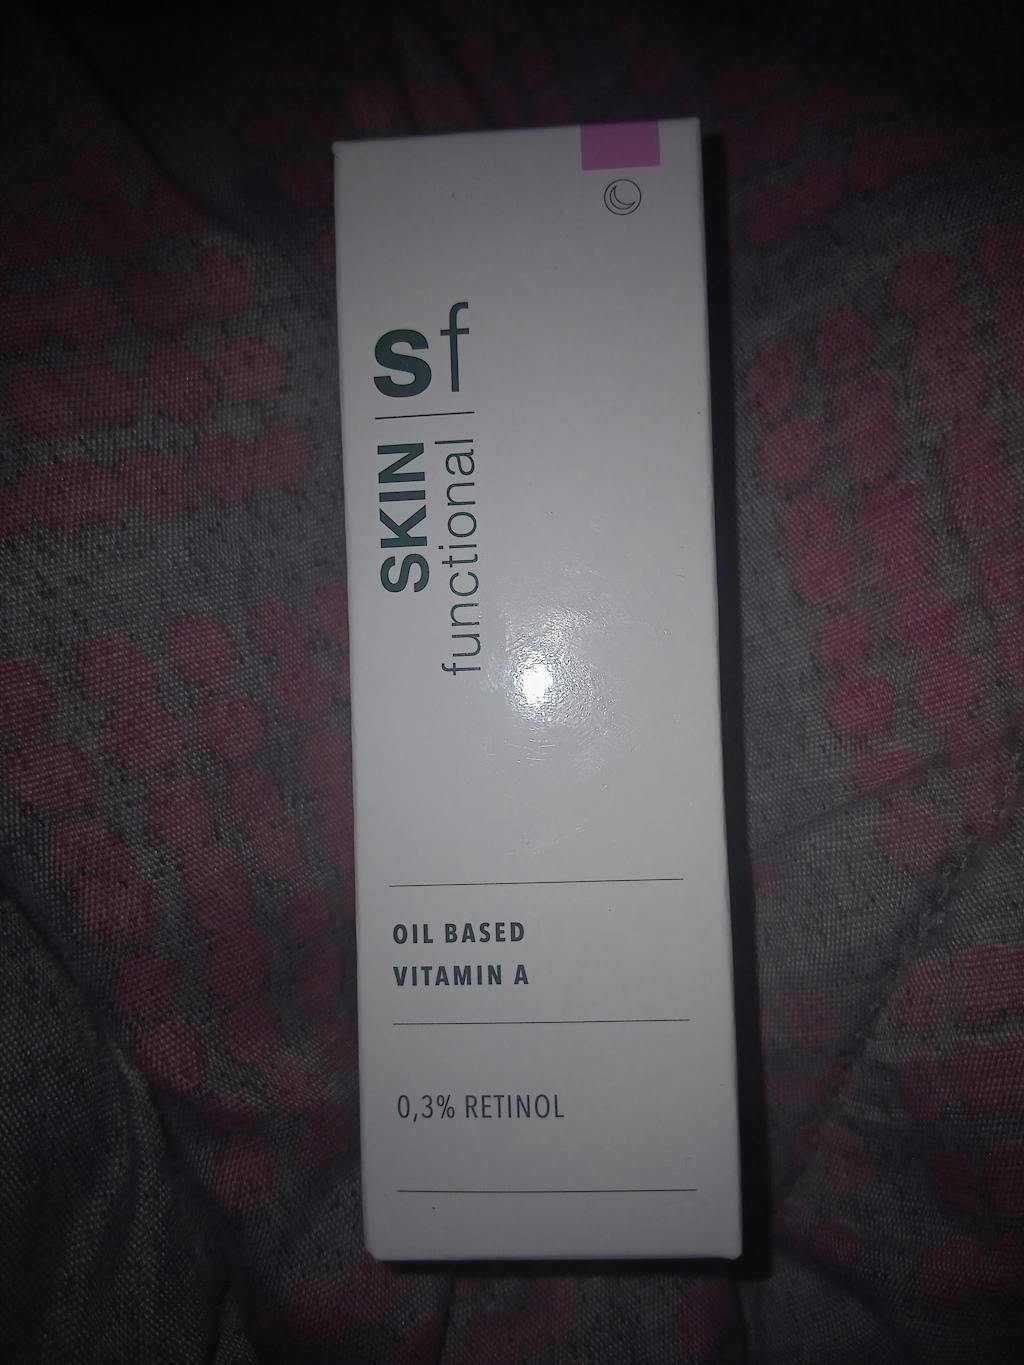 Sf
SKIN
functional
OIL BASED
VITAMIN A
0,3% RETINOL